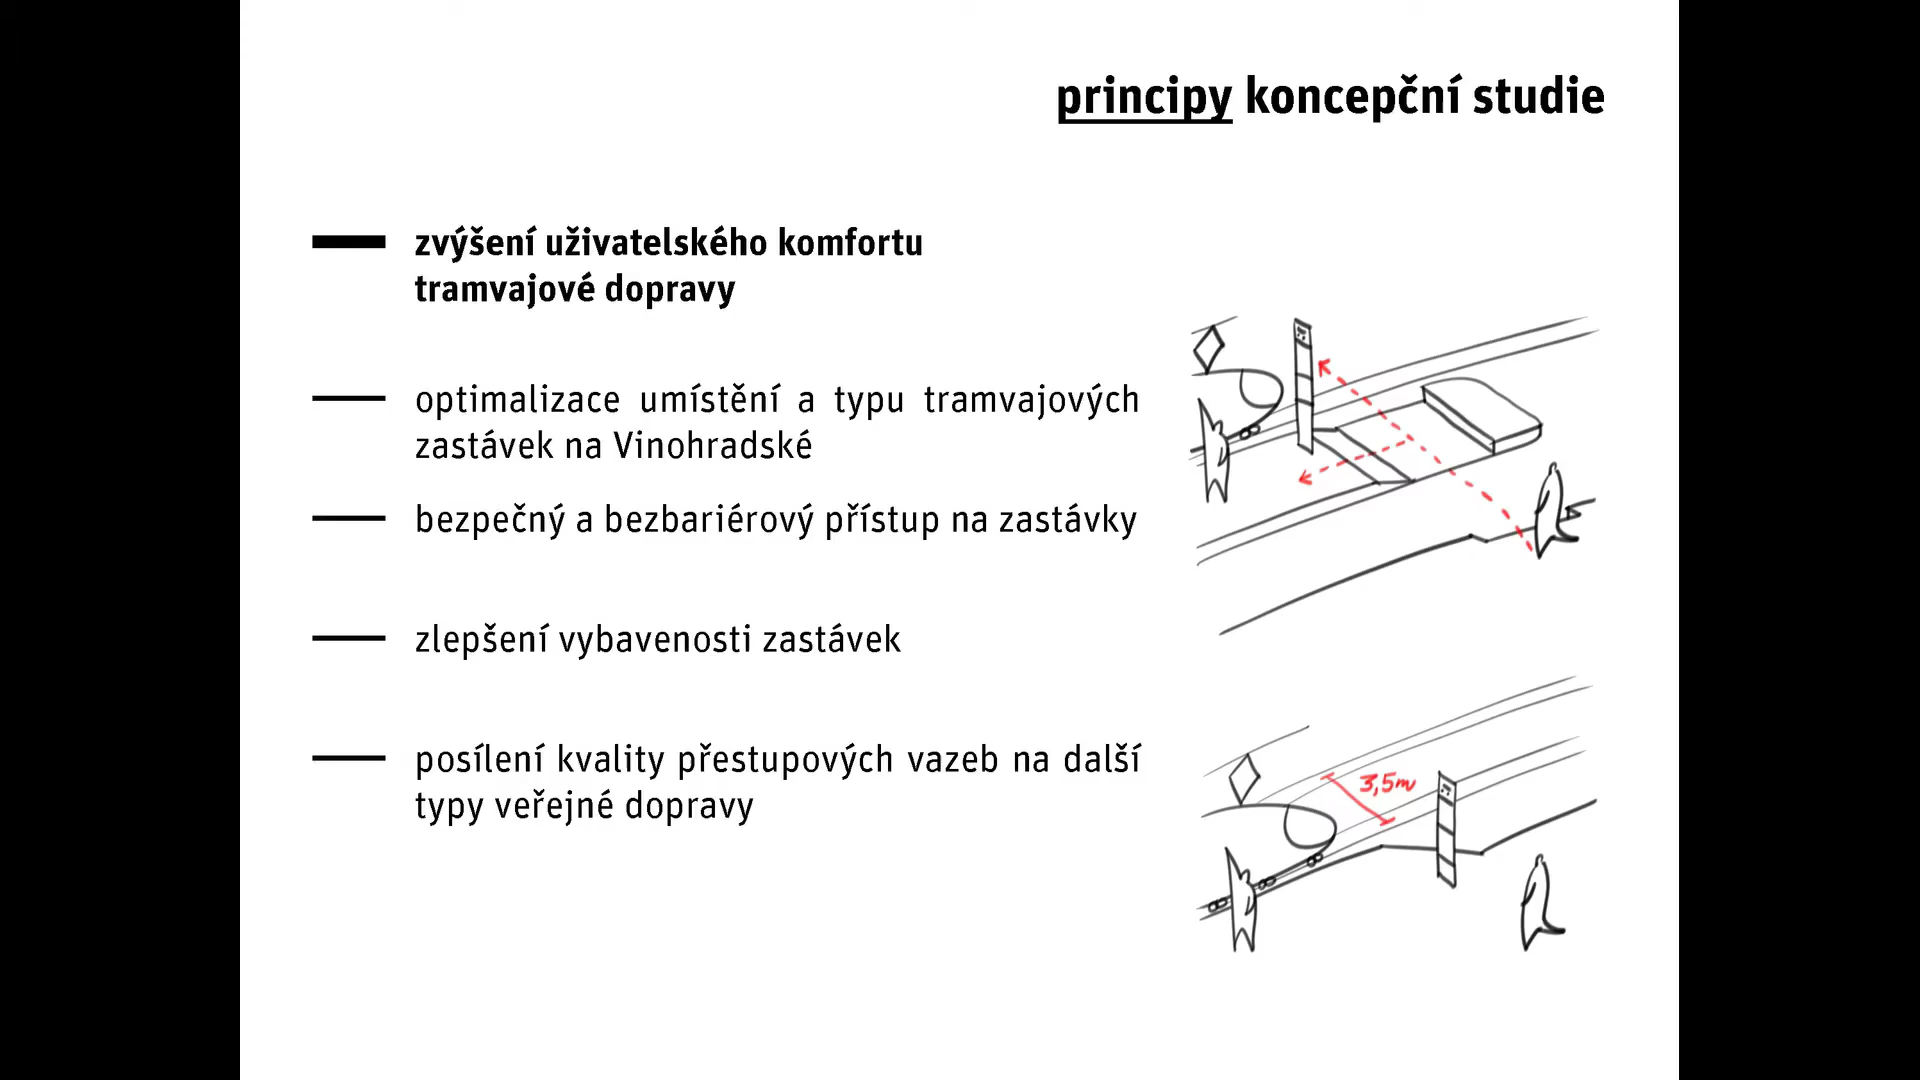 principy koncepční studie
zvýšení uživatelského komfortu
tramvajové dopravy
optimalizace umístění a typu tramvajových
zastávek na Vinohradské
bezpečný a bezbariérový přístup na zastávky
zlepšení vybavenosti zastávek
posílení kvality přestupových vazeb na další
typy veřejné dopravy
3,5m